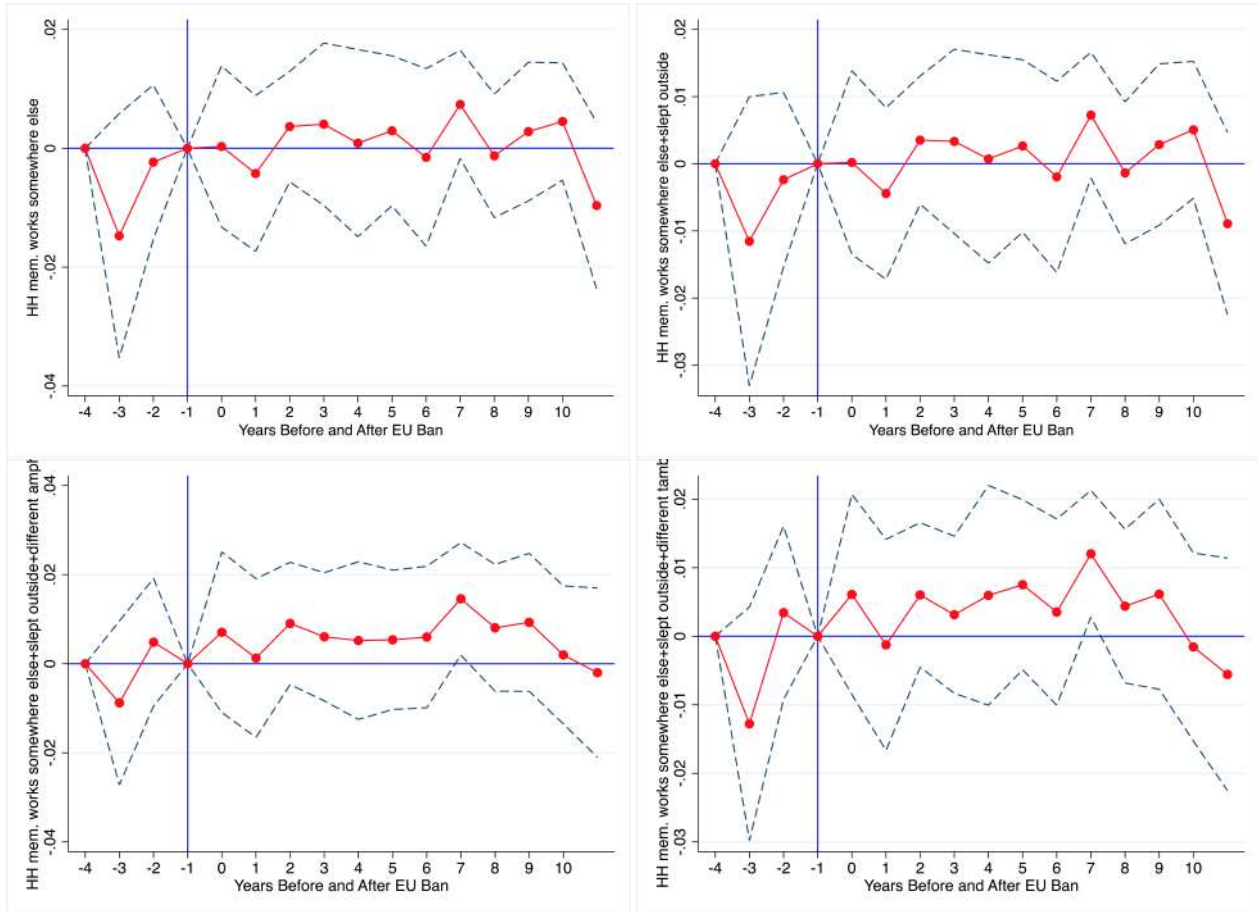 HH mem. works somewhere else
.02
0
-.02
-.04
-4 -3 -2 -1 0 1 2 3 4 5 6 7 8 9 10
Years Before and After EU Ban
HH mem. works somewhere else+slept outside
.02
.01
0
-.01
-.02
-.03
-4 -3 -2 -1 0 1 2 3 4 5 6 7 8 9 10
Years Before and After EU Ban
HH mem. works somewhere else+slept outside+different
.04
.02
0
-.02
-.04
-4 -3 -2 -1 0 1 2 3 4 5 6 7 8 9 10
Years Before and After EU Ban
HH mem. works somewhere else+slept outside+different
.02
.01
0
-.01
-.02
-.03
-4 -3 -2 -1 0 1 2 3 4 5 6 7 8 9 10
Years Before and After EU Ban